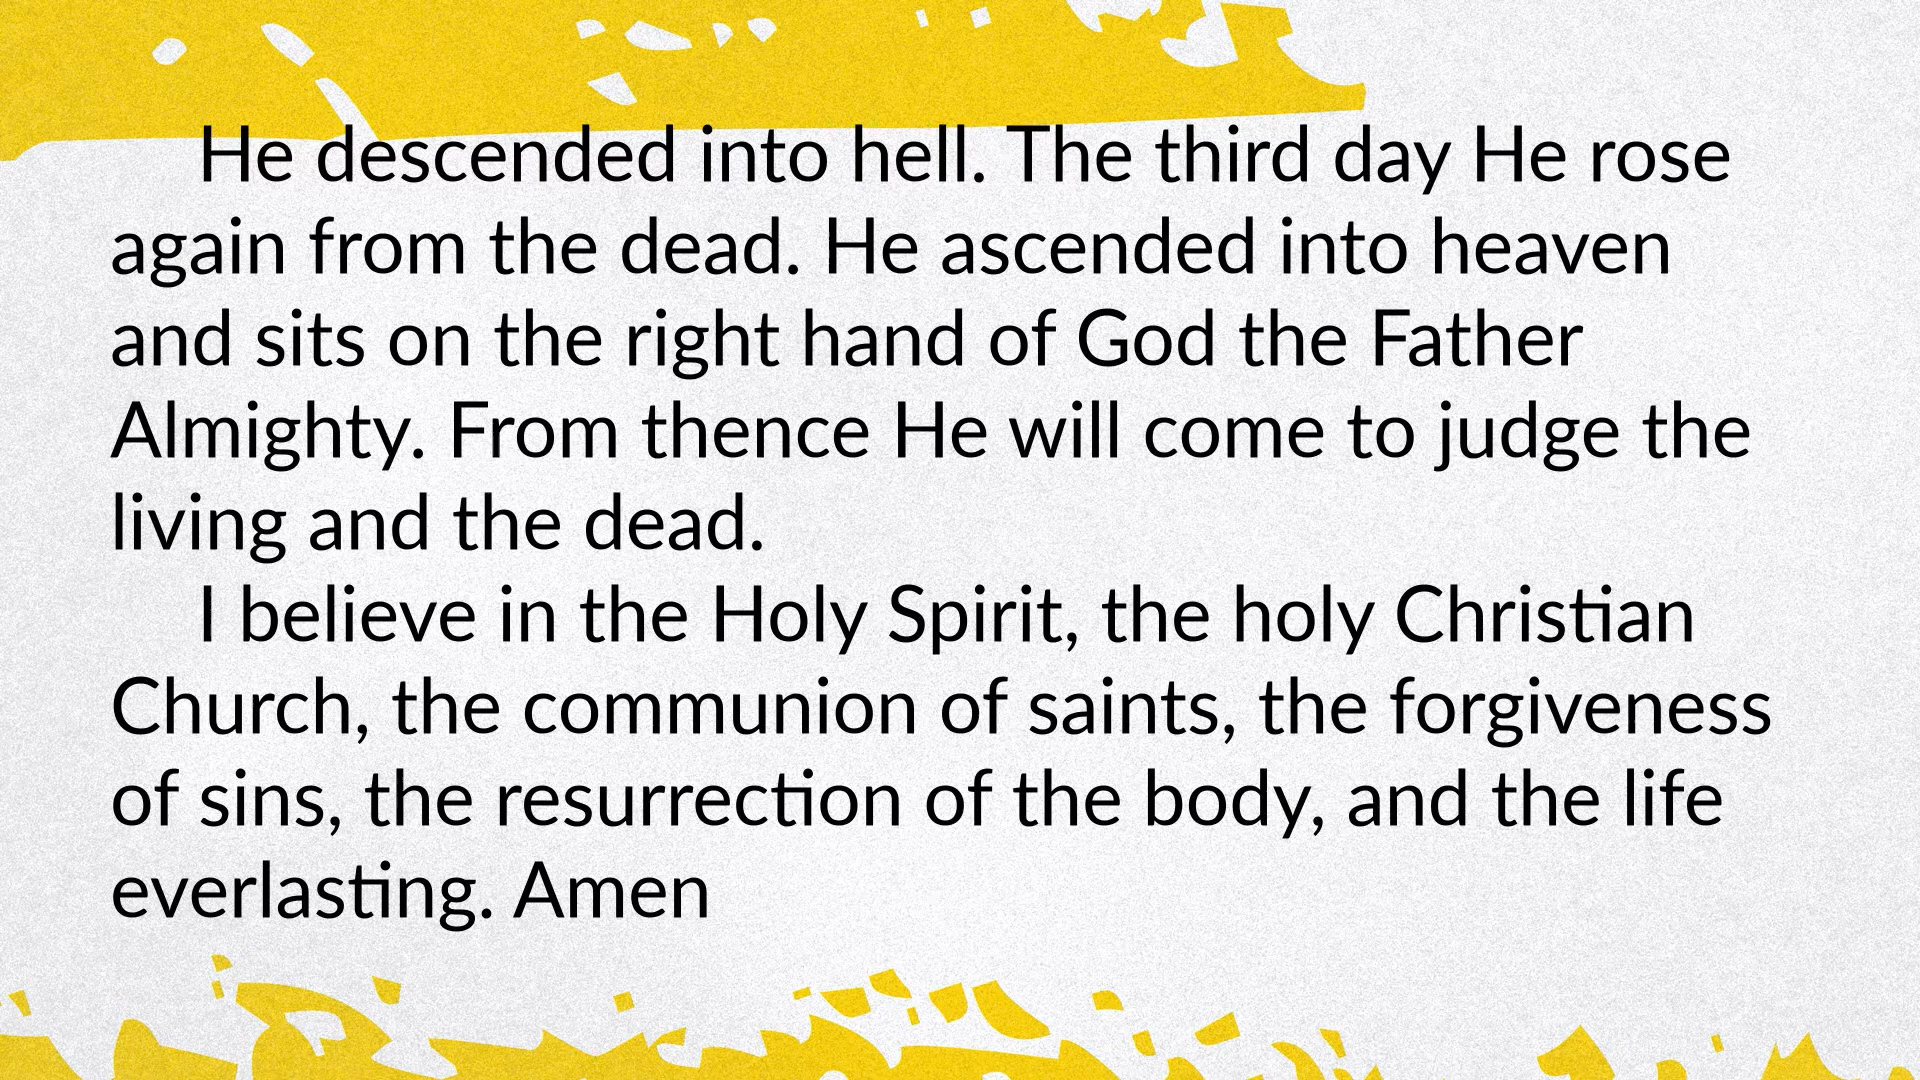 He descended into hell. The third day He rose
again from the dead. He ascended into heaven
and sits on the right hand of God the Father
Almighty. From thence He will come to judge the
living and the dead.
I believe in the Holy Spirit, the holy Christian
Church, the communion of saints, the forgiveness
of sins, the resurrection of the body, and the life
everlasting. Amen